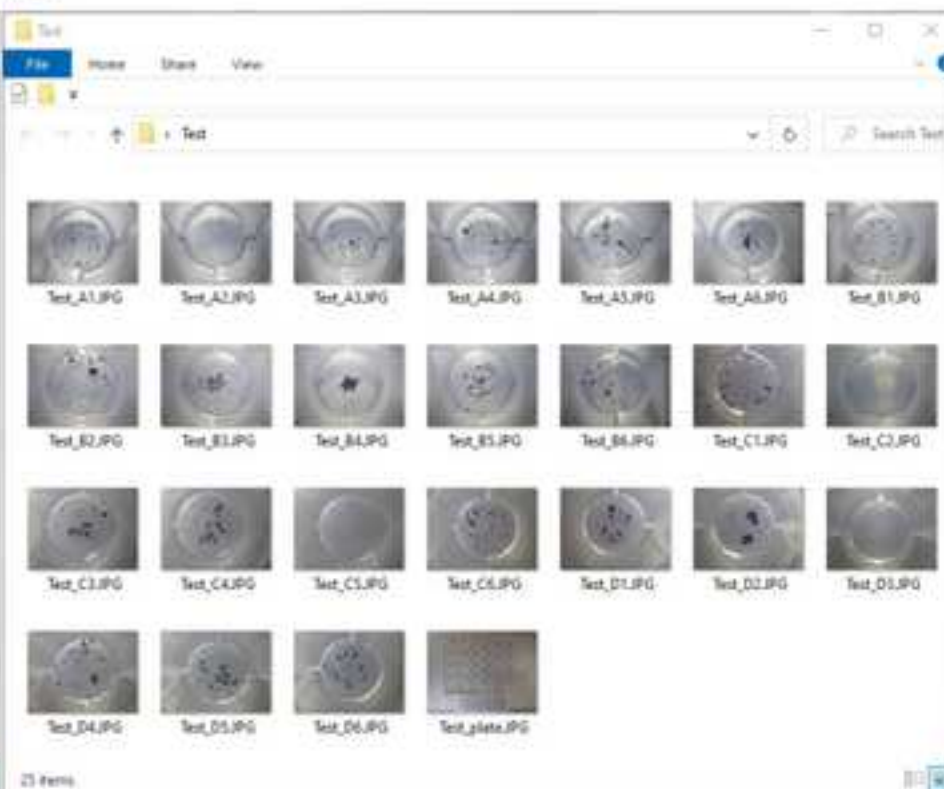 Test
File Home Share View
Test
Search Test
Test_A1.JPG Test_A2.JPG Test_A3.JPG Test_A4.JPG Test_A5.JPG Test_A6.JPG Test_B1.JPG
Test_B2.JPG Test_B3.JPG Test_B4.JPG Test_B5.JPG Test_B6.JPG Test_C1.JPG Test_C2.JPG
Test_C3.JPG Test_C4.JPG Test_C5.JPG Test_C6.JPG Test_D1.JPG Test_D2.JPG Test_D3.JPG
Test_D4.JPG Test_D5.JPG Test_D6.JPG Test_plate.JPG
25 items